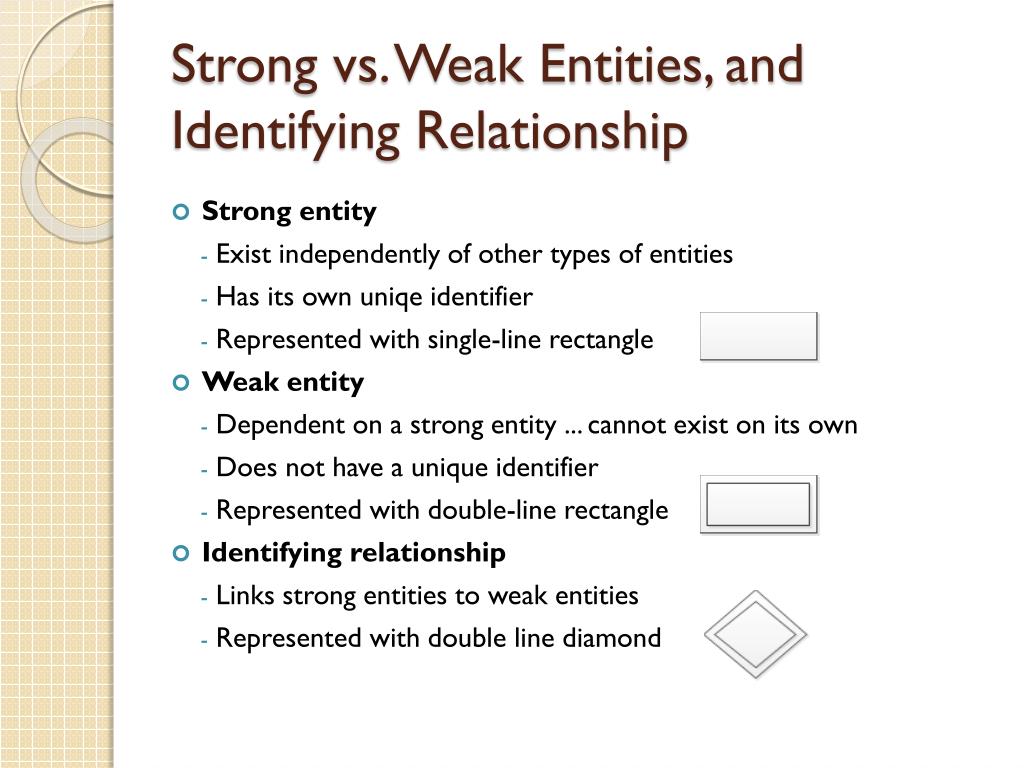 Strong vs. Weak Entities, and
Identifying Relationship
Strong entity
- Exist independently of other types of entities
- Has its own uniqe identifier
- Represented with single-line rectangle
Weak entity
- Dependent on a strong entity ... cannot exist on its own
- Does not have a unique identifier
- Represented with double-line rectangle
Identifying relationship
- Links strong entities to weak entities
- Represented with double line diamond